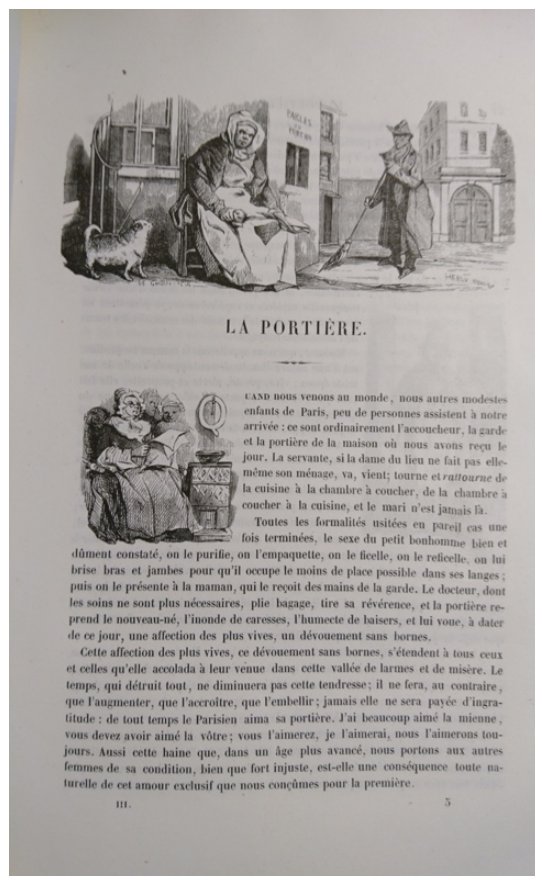 PARLEZ
AU
PORTIER
LA PORTIÈRE.
UAND nous venons au monde, nous autres modestes
enfants de Paris, peu de personnes assistent à notre
arrivée : ce sont ordinairement l'accoucheur, la garde
et la portière de la maison où nous avons reçu le
jour. La servante, si la dame du lieu ne fait pas elle-
même son ménage, va, vient; tourne et rattourne de
la cuisine à la chambre à coucher, de la chambre à
coucher à la cuisine, et le mari n'est jamais là.
Toutes les formalités usitées en pareil cas une
fois terminées, le sexe du petit bonhomme bien et
dûment constaté, on le purifie, on l'empaquette, on le ficelle, on le reficelle, on lui
brise bras et jambes pour qu'il occupe le moins de place possible dans ses langes;
puis on le présente à la maman, qui le reçoit des mains de la garde. Le docteur, dont
les soins ne sont plus nécessaires, plie bagage, tire sa révérence, et la portière re-
prend le nouveau-né, l'inonde de caresses, l'humecte de baisers, et lui voue, à dater
de ce jour, une affection des plus vives, un dévouement sans bornes.
Cette affection des plus vives, ce dévouement sans bornes, s'étendent à tous ceux
et celles qu'elle accolada à leur venue dans cette vallée de larmes et de misère. Le
temps, qui détruit tout, ne diminuera pas cette tendresse; il ne fera, au contraire,
que l'augmenter, que l'accroître, que l'embellir; jamais elle ne sera payée d'ingra-
titude : de tout temps le Parisien aima sa portière. J'ai beaucoup aimé la mienne,
vous devez avoir aimé la vôtre; vous l'aimerez, je l'aimerai, nous l'aimerons tou-
jours. Aussi cette haine que, dans un âge plus avancé, nous portons aux autres
femmes de sa condition, bien que fort injuste, est-elle une conséquence toute na-
turelle de cet amour exclusif que nous conçûmes pour la première.
III. 5